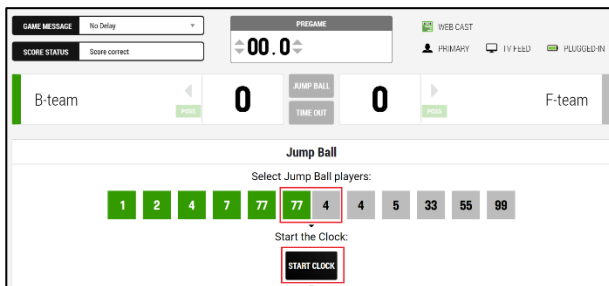 GAME MESSAGE No Delay PREGAME WEB CAST
SCORE STATUS Score correct 00.0 PRIMARY TV FEED PLUGGED-IN
B-team POSS 0 JUMP BALL TIME OUT 0 POSS F-team
Jump Ball
Select Jump Ball players:
1 2 4 7 77 77 4 4 5 33 55 99
Start the Clock:
START CLOCK